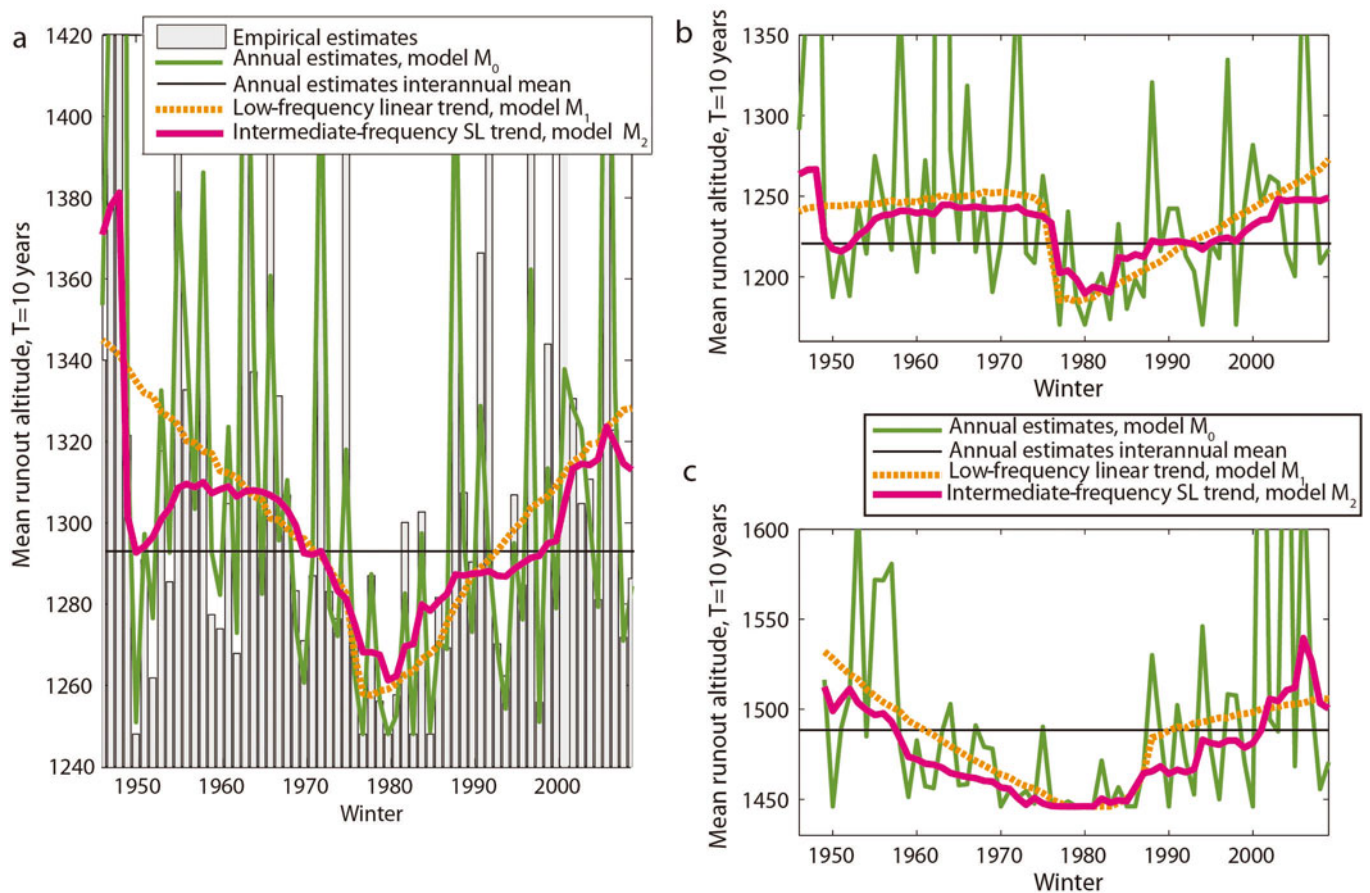 a
Empirical estimates
Annual estimates, model M0
Annual estimates interannual mean
Low-frequency linear trend, model M1
Intermediate-frequency SL trend, model M2
Mean runout altitude, T=10 years
1420
1400
1380
1360
1340
1320
1300
1280
1260
1240
1950 1960 1970 1980 1990 2000
Winter
b
Mean runout altitude, T=10 years
1350
1300
1250
1200
1950 1960 1970 1980 1990 2000
Winter
Annual estimates, model M0
Annual estimates interannual mean
Low-frequency linear trend, model M1
Intermediate-frequency SL trend, model M2
c
Mean runout altitude, T=10 years
1600
1550
1500
1450
1950 1960 1970 1980 1990 2000
Winter